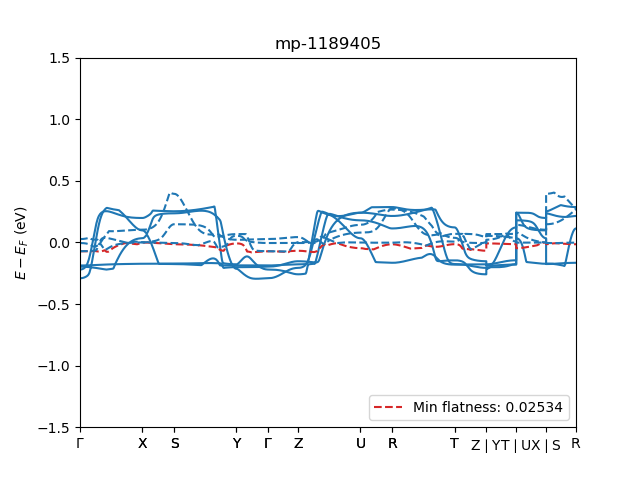 mp-1189405
1.5
1.0
0.5
0.0
−0.5
−1.0
−1.5
E − E_F (eV)
Min flatness: 0.02534
Γ X S Y Γ Z U R T Z | YT | UX | S R